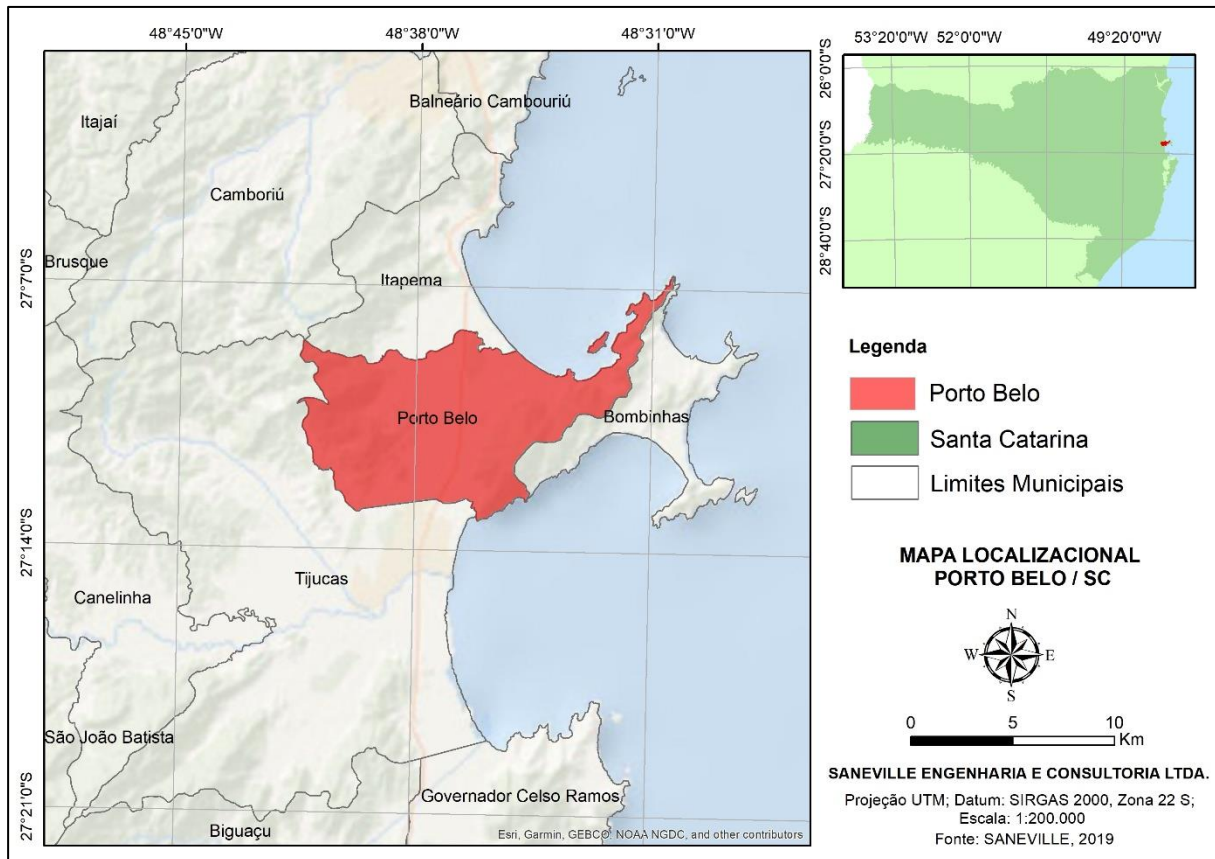 48°45'0"W
48°38'0"W
48°31'0"W
27°7'0"S
27°14'0"S
27°21'0"S
Balneário Cambouriú
Itajaí
Camboriú
Brusque
Itapema
Porto Belo
Bombinhas
Tijucas
Canelinha
São João Batista
Governador Celso Ramos
Biguaçu
Esri, Garmin, GEBCO, NOAA NGDC, and other contributors
53°20'0"W
52°0'0"W
49°20'0"W
26°0'0"S
27°20'0"S
28°40'0"S
Legenda
Porto Belo
Santa Catarina
Limites Municipais
MAPA LOCALIZACIONAL
PORTO BELO / SC
N
W
E
S
0 5 10
Km
SANEVILLE ENGENHARIA E CONSULTORIA LTDA.
Projeção UTM; Datum: SIRGAS 2000, Zona 22 S;
Escala: 1:200.000
Fonte: SANEVILLE, 2019